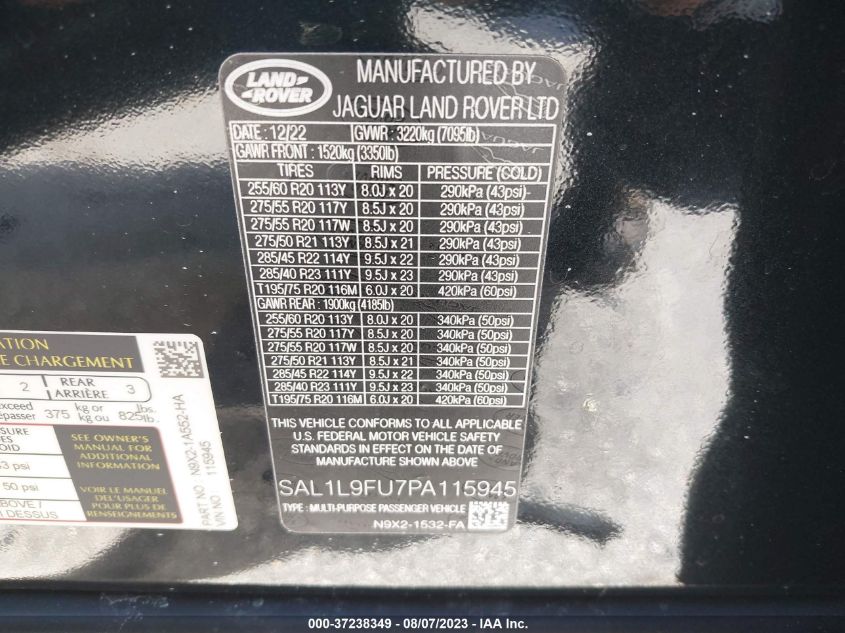 LAND ROVER
MANUFACTURED BY
JAGUAR LAND ROVER LTD
DATE : 12/22 GVWR : 3220kg (7095lb)
GAWR FRONT : 1520kg (3350lb)
TIRES RIMS PRESSURE (COLD)
255/60 R20 113Y 8.0J x 20 290kPa (43psi)
275/55 R20 117Y 8.5J x 20 290kPa (43psi)
275/55 R20 117W 8.5J x 20 290kPa (43psi)
275/50 R21 113Y 8.5J x 21 290kPa (43psi)
285/45 R22 114Y 9.5J x 22 290kPa (43psi)
285/40 R23 111Y 9.5J x 23 290kPa (43psi)
T195/75 R20 116M 6.0J x 20 420kPa (60psi)
GAWR REAR : 1900kg (4185lb)
255/60 R20 113Y 8.0J x 20 340kPa (50psi)
275/55 R20 117Y 8.5J x 20 340kPa (50psi)
275/55 R20 117W 8.5J x 20 340kPa (50psi)
275/50 R21 113Y 8.5J x 21 340kPa (50psi)
285/45 R22 114Y 9.5J x 22 340kPa (50psi)
285/40 R23 111Y 9.5J x 23 340kPa (50psi)
T195/75 R20 116M 6.0J x 20 420kPa (60psi)
THIS VEHICLE CONFORMS TO ALL APPLICABLE
U.S. FEDERAL MOTOR VEHICLE SAFETY
STANDARDS IN EFFECT ON THE DATE OF
MANUFACTURE SHOWN ABOVE
SAL1L9FU7PA115945
TYPE : MULTI-PURPOSE PASSENGER VEHICLE
N9X2-1532-FA
CHARGEMENT
2 REAR ARRIÈRE 3
375 kg or kg ou 825 lbs. lb.
SEE OWNER'S
MANUAL FOR
ADDITIONAL
INFORMATION
50 psi
VOIR LE MANUEL
DE L'USAGER
POUR PLUS DE
RENSEIGNEMENTS
DESSUS
PART NO. N9X2-1A552-HA
VIN NO. 115945
000-37238349 - 08/07/2023 - IAA Inc.